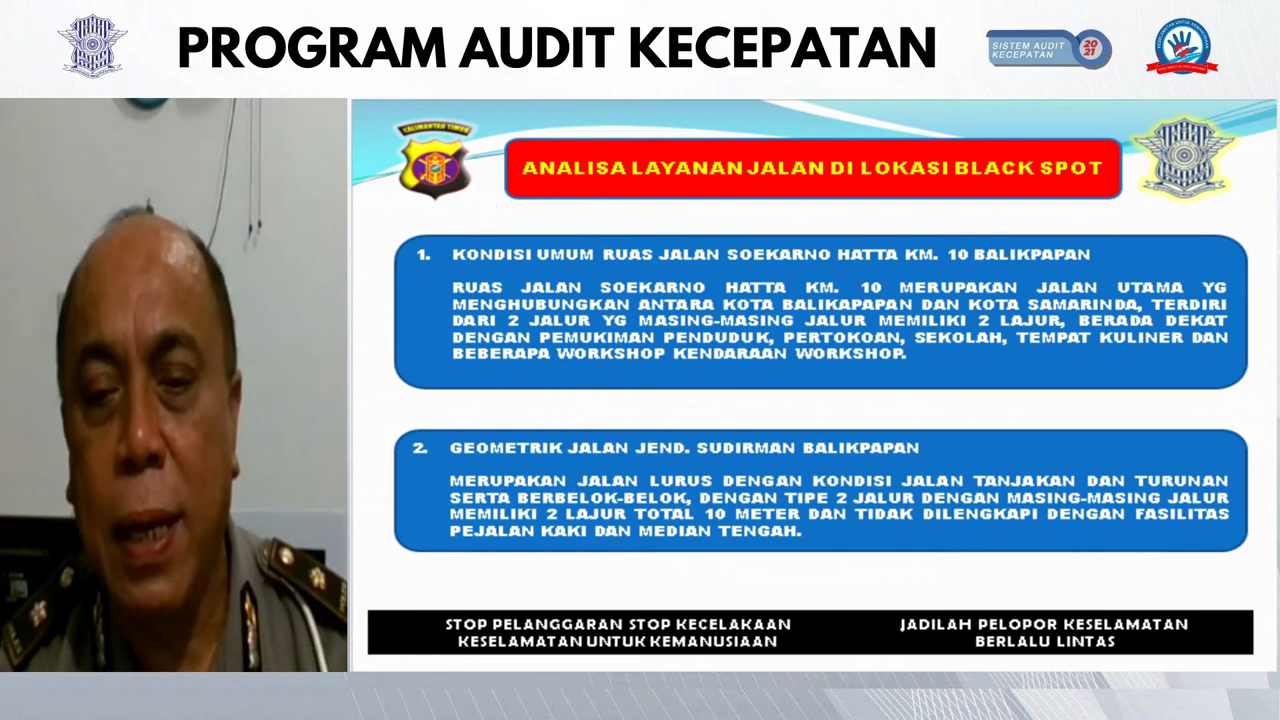 PROGRAM AUDIT KECEPATAN
SISTEM AUDIT
KECEPATAN
20
21
KALIMANTAN TIMUR
ANALISA LAYANAN JALAN DI LOKASI BLACK SPOT
1. KONDISI UMUM RUAS JALAN SOEKARNO HATTA KM. 10 BALIKPAPAN
RUAS JALAN SOEKARNO HATTA KM. 10 MERUPAKAN JALAN UTAMA YG
MENGHUBUNGKAN ANTARA KOTA BALIKAPAPAN DAN KOTA SAMARINDA, TERDIRI
DARI 2 JALUR YG MASING-MASING JALUR MEMILIKI 2 LAJUR, BERADA DEKAT
DENGAN PEMUKIMAN PENDUDUK, PERTOKOAN, SEKOLAH, TEMPAT KULINER DAN
BEBERAPA WORKSHOP KENDARAAN WORKSHOP.
2. GEOMETRIK JALAN JEND. SUDIRMAN BALIKPAPAN
MERUPAKAN JALAN LURUS DENGAN KONDISI JALAN TANJAKAN DAN TURUNAN
SERTA BERBELOK-BELOK, DENGAN TIPE 2 JALUR DENGAN MASING-MASING JALUR
MEMILIKI 2 LAJUR TOTAL 10 METER DAN TIDAK DILENGKAPI DENGAN FASILITAS
PEJALAN KAKI DAN MEDIAN TENGAH.
STOP PELANGGARAN STOP KECELAKAAN
KESELAMATAN UNTUK KEMANUSIAAN
JADILAH PELOPOR KESELAMATAN
BERLALU LINTAS